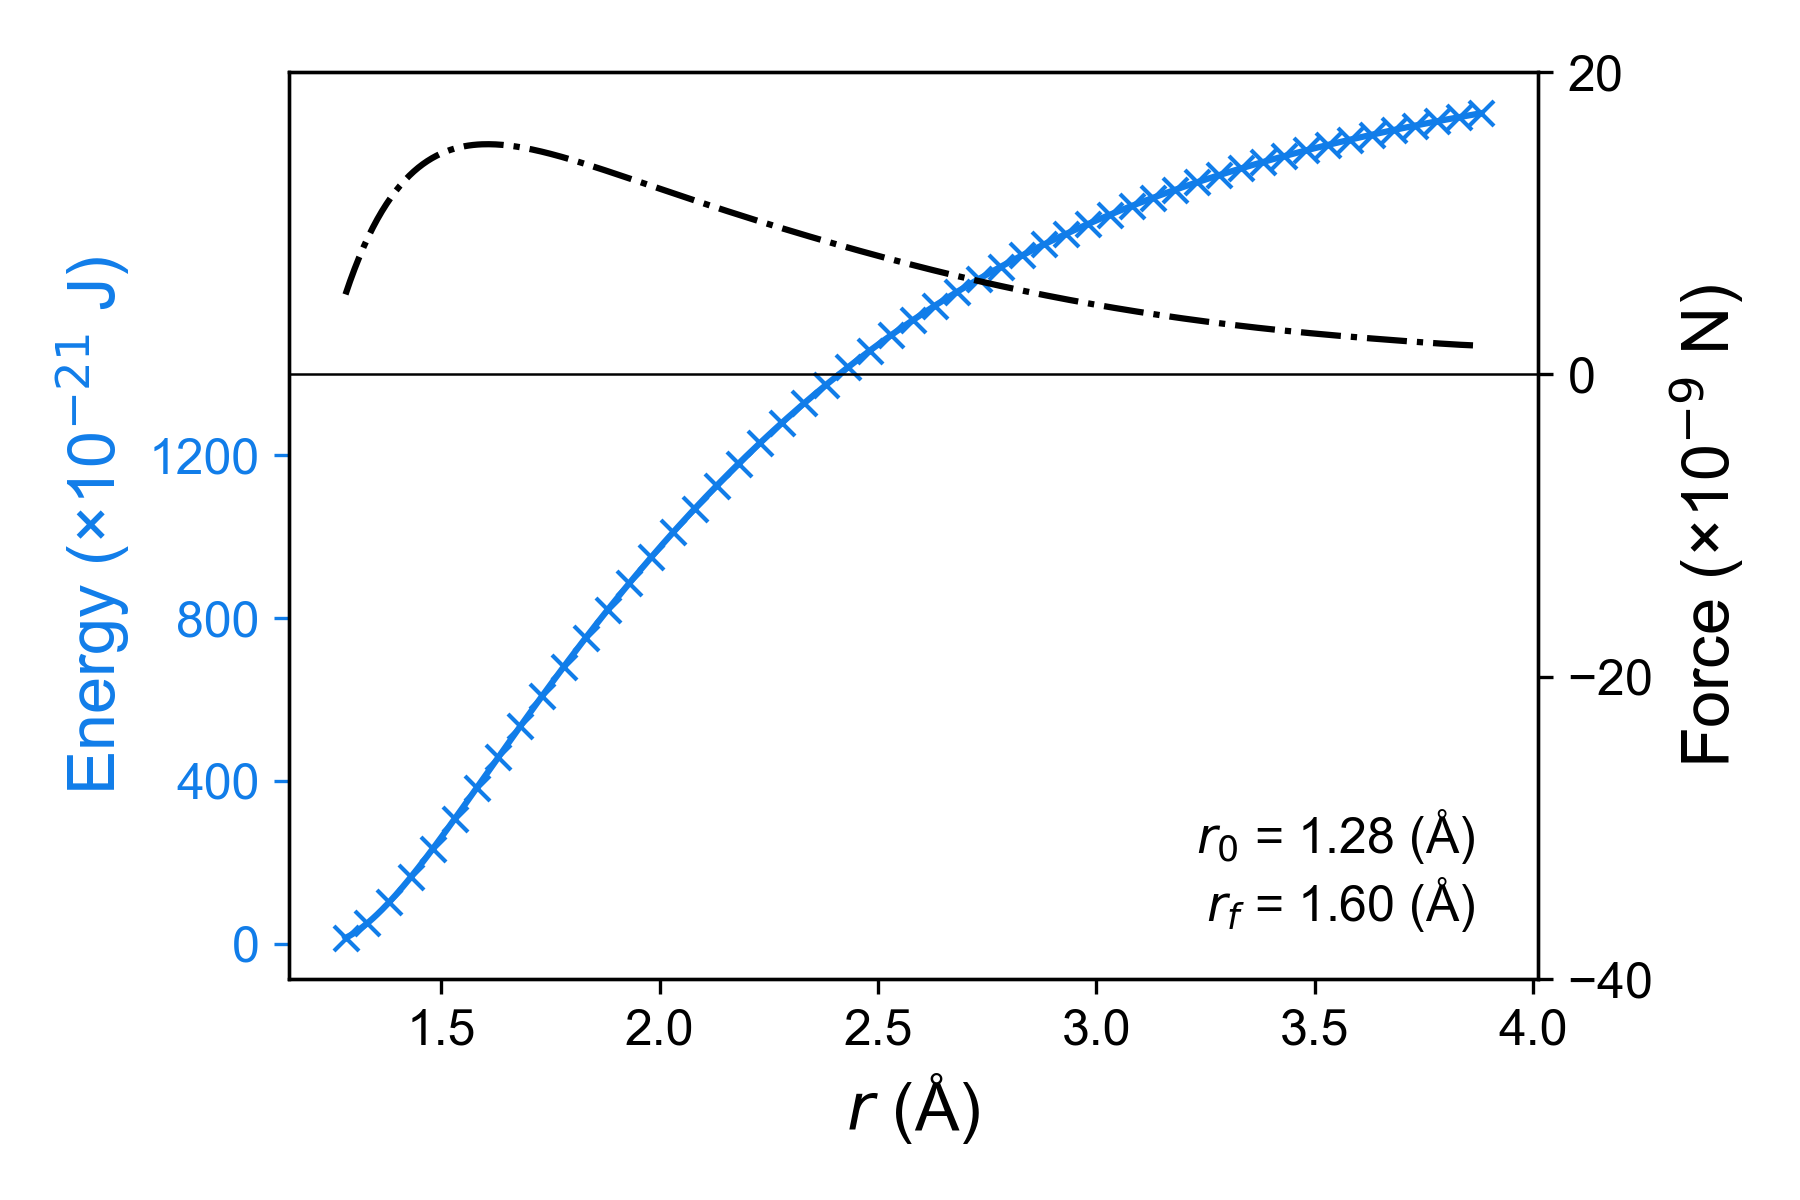 20
0
−20
−40
Force (×10⁻⁹ N)
Energy (×10⁻²¹ J)
1200
800
400
0
r₀ = 1.28 (Å)
r_f = 1.60 (Å)
1.5 2.0 2.5 3.0 3.5 4.0
r (Å)